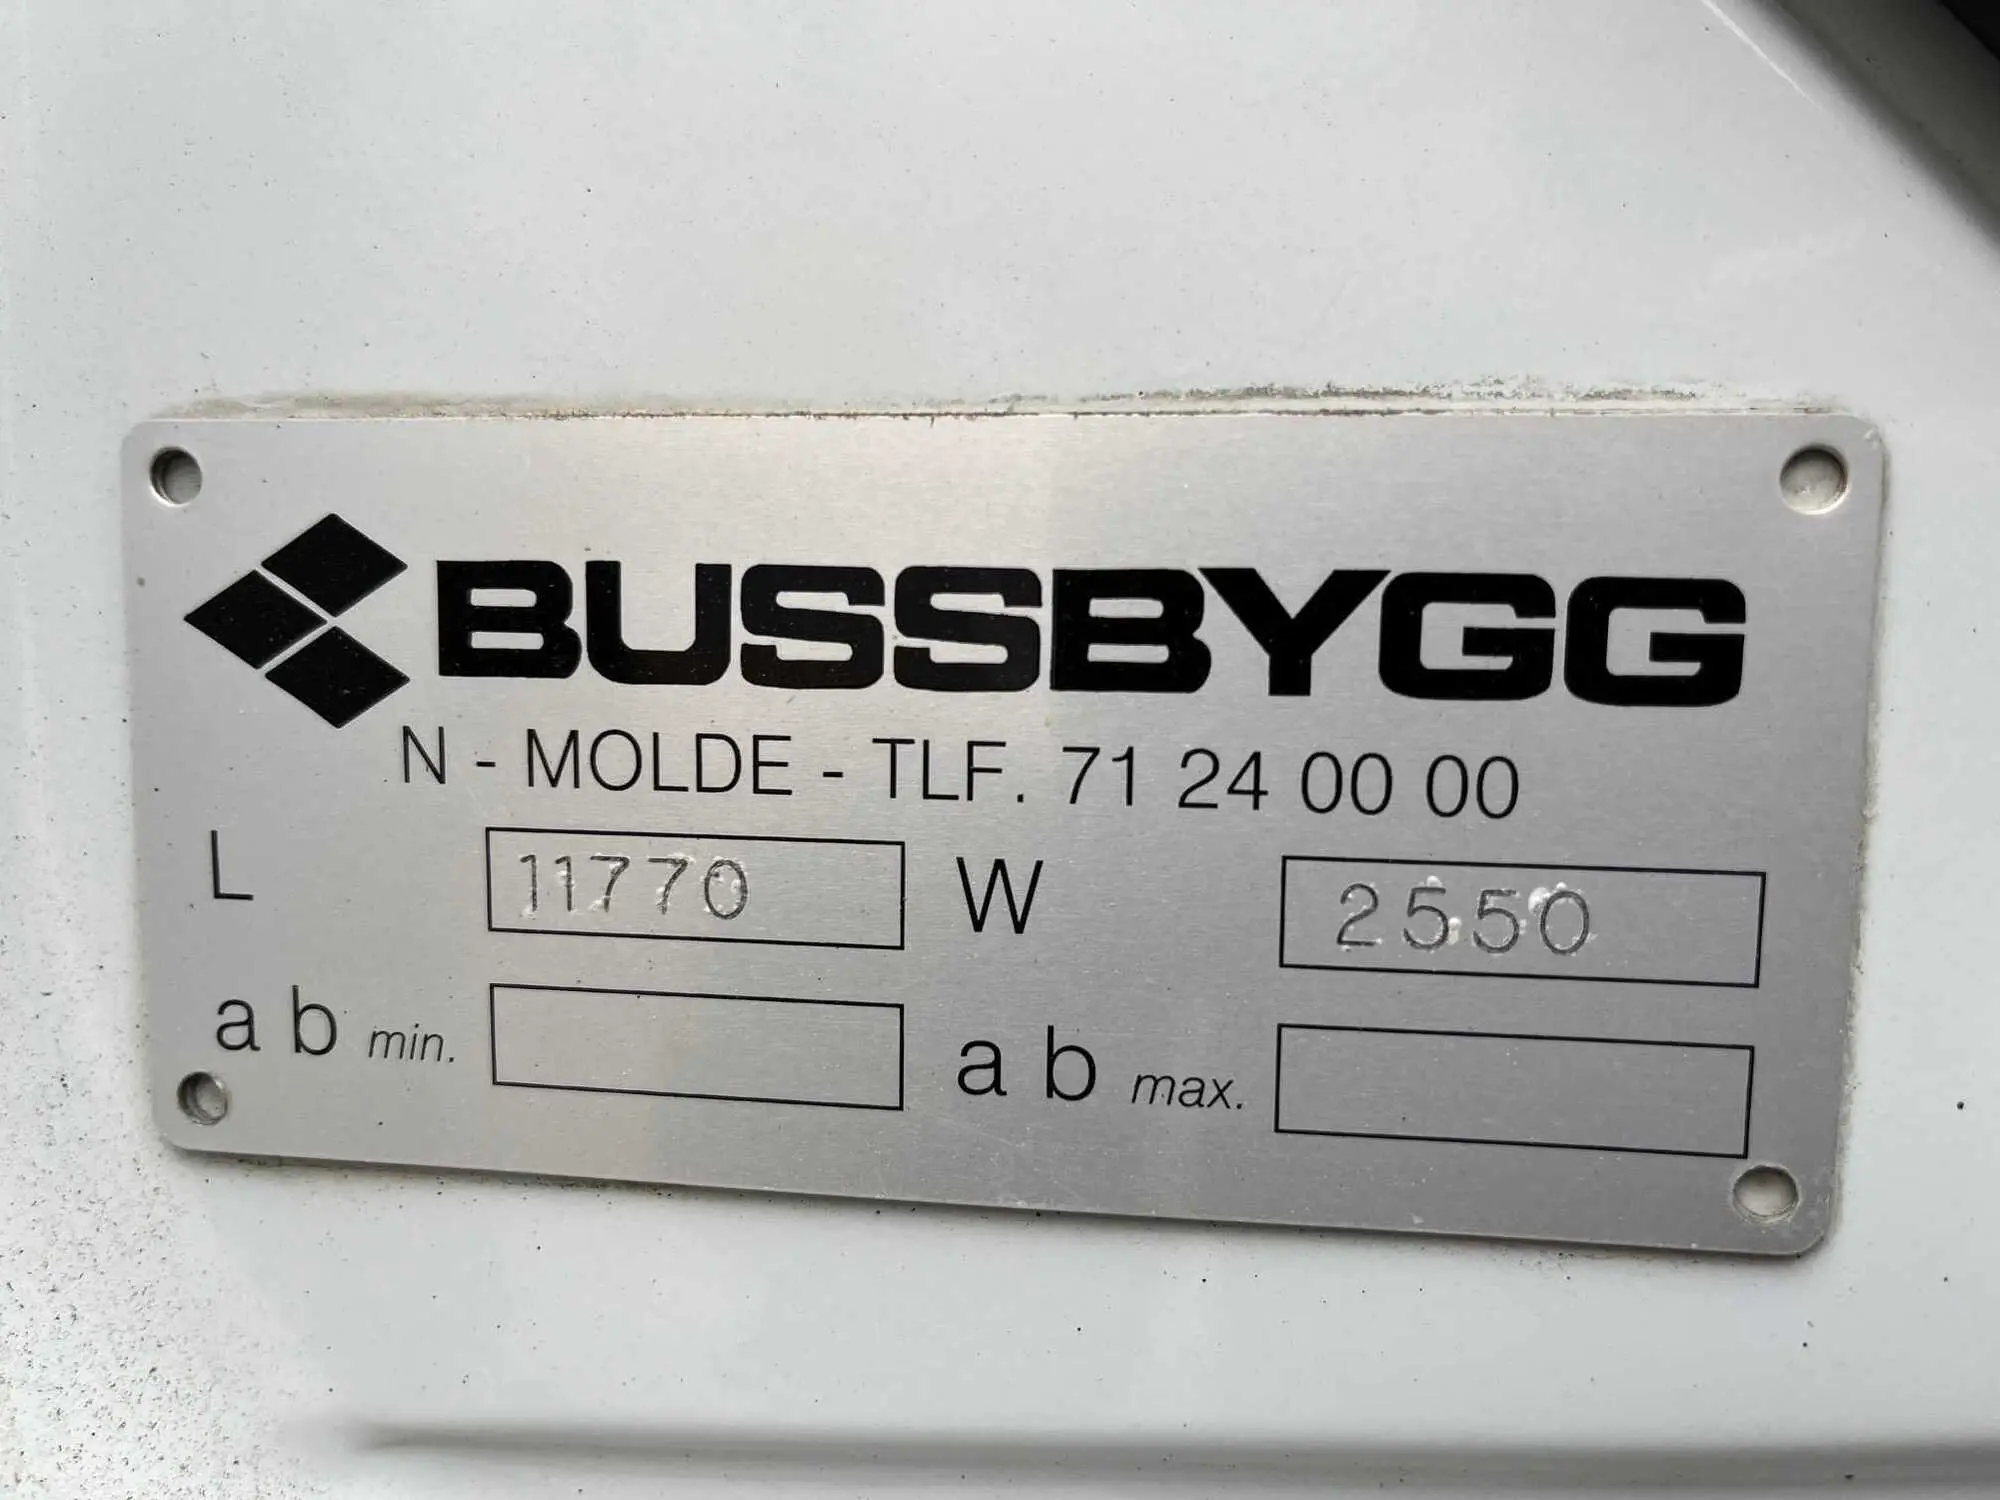 BUSSBYGG
N - MOLDE - TLF. 71 24 00 00
L 11770 W 2550
a b min. a b max.